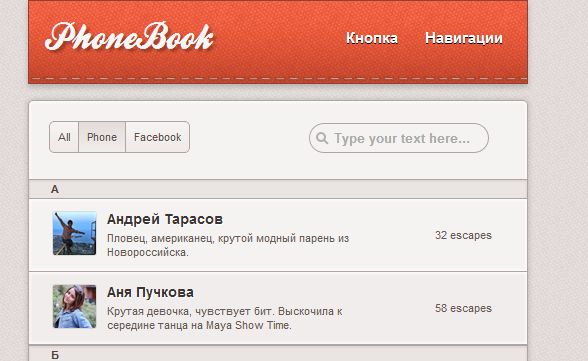 PhoneBook
Кнопка Навигации
All Phone Facebook
Type your text here...
А
Андрей Тарасов
Пловец, американец, крутой модный парень из
Новороссийска.
32 escapes
Аня Пучкова
Крутая девочка, чувствует бит. Выскочила к
середине танца на Maya Show Time.
58 escapes
Б